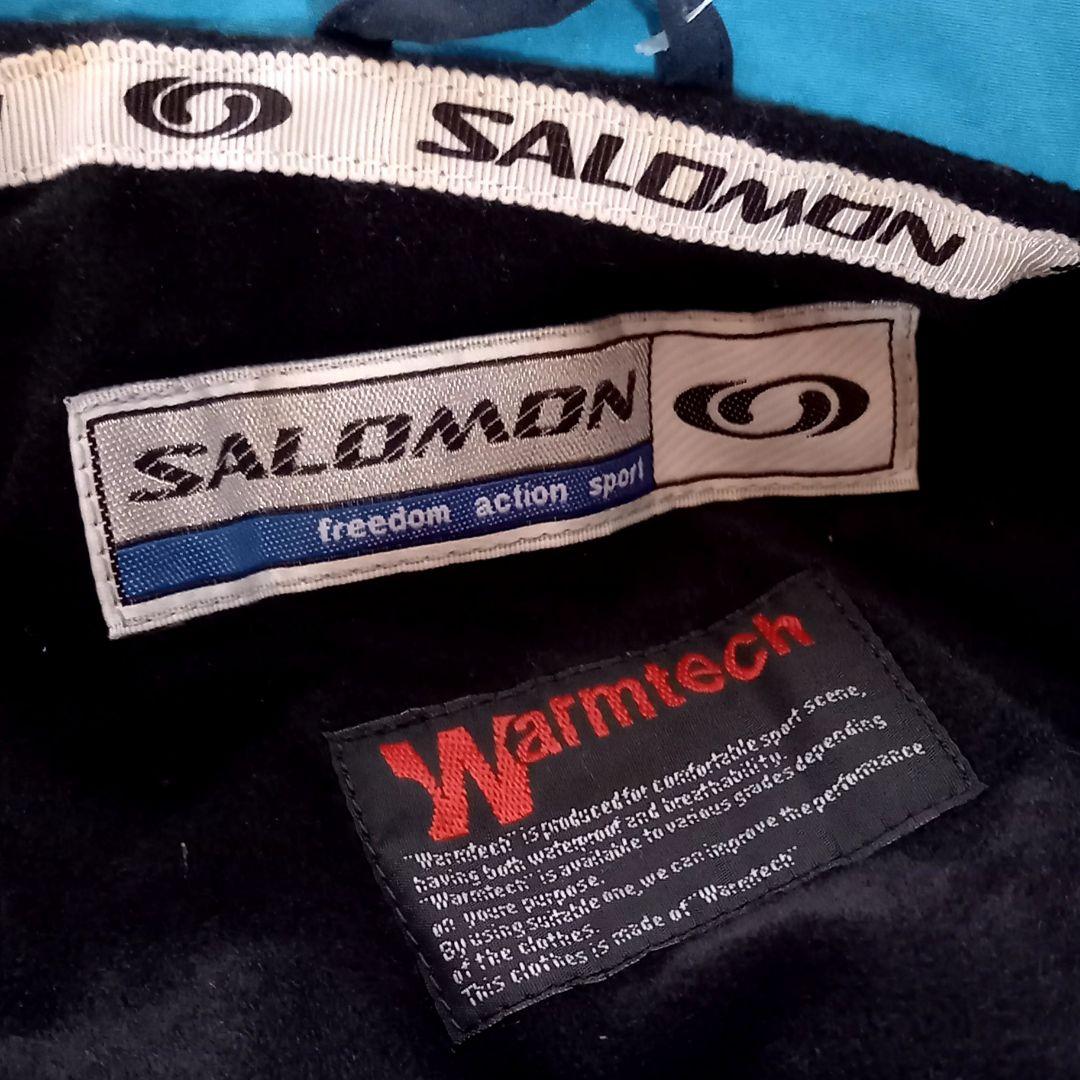 SALOMON
SALOMON
freedom action sport
Warmtech
"Warmtech" is produced for comfortable sport scene,
having both waterproof and breathability.
"Warmtech" is available to various grades depending
on youre purpose.
By using suitable one, we can improve the performance
of the clothes.
This clothes is made of "Warmtech"